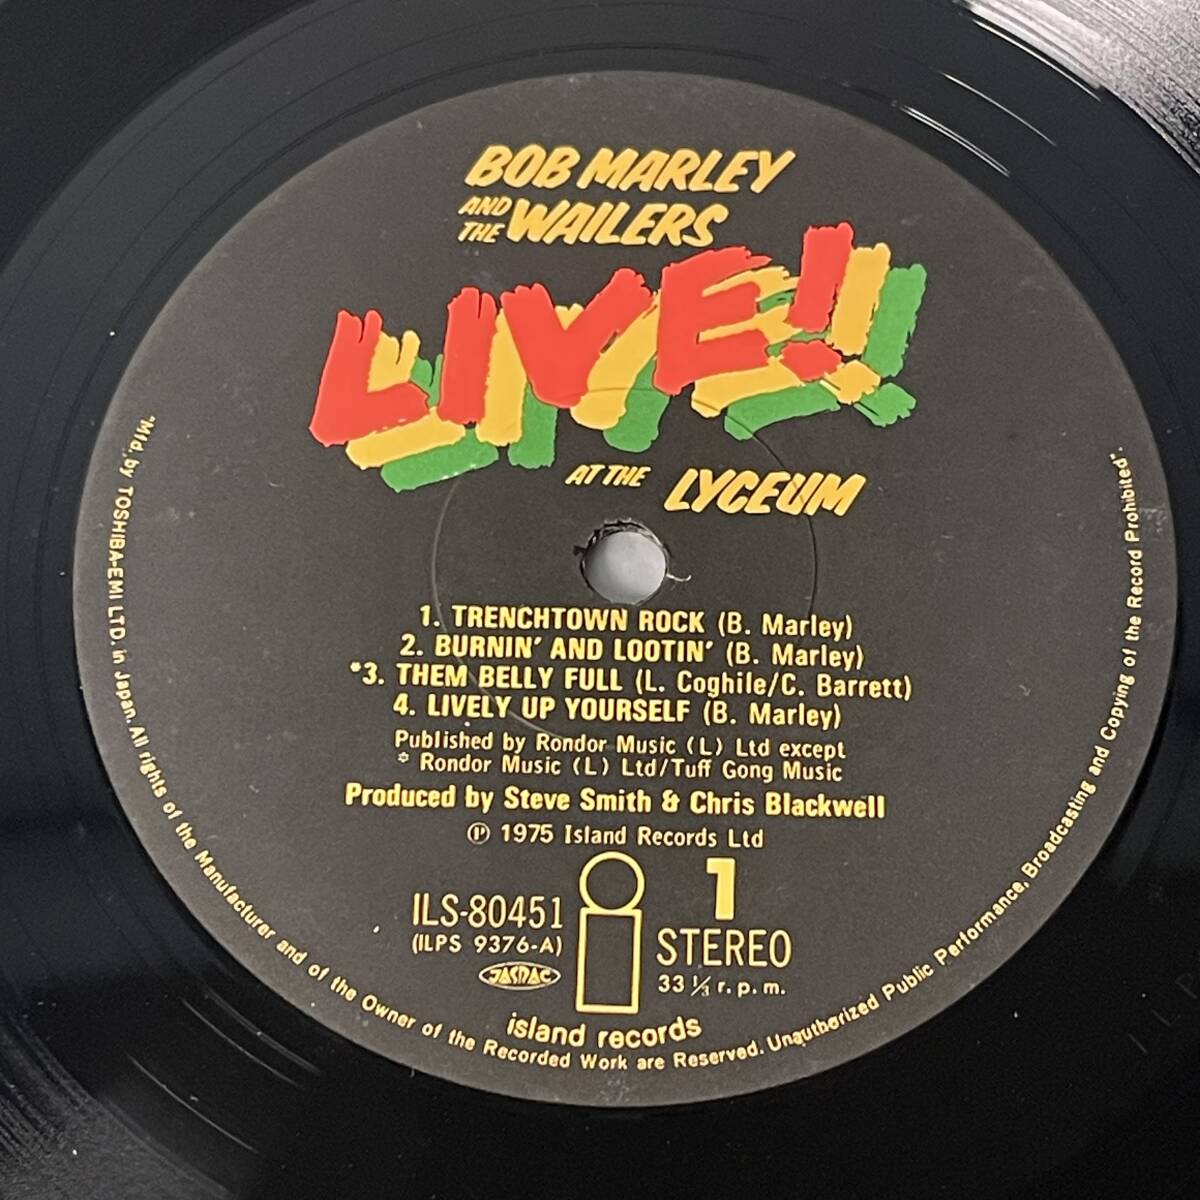 BOB MARLEY
AND THE WAILERS
LIVE!
AT THE LYCEUM
1. TRENCHTOWN ROCK (B. Marley)
2. BURNIN' AND LOOTIN' (B. Marley)
*3. THEM BELLY FULL (L. Coghile/C. Barrett)
4. LIVELY UP YOURSELF (B. Marley)
Published by Rondor Music (L) Ltd except
* Rondor Music (L) Ltd/Tuff Gong Music
Produced by Steve Smith & Chris Blackwell
Ⓟ 1975 Island Records Ltd
ILS-80451
(ILPS 9376-A)
JASRAC
1
STEREO
33 1/3 r.p.m.
island records
"Mfd. by TOSHIBA-EMI LTD. in Japan. All rights of the Manufacturer and of the Owner of the Recorded Work are Reserved. Unauthorized Public Performance, Broadcasting and Copying of the Record Prohibited".